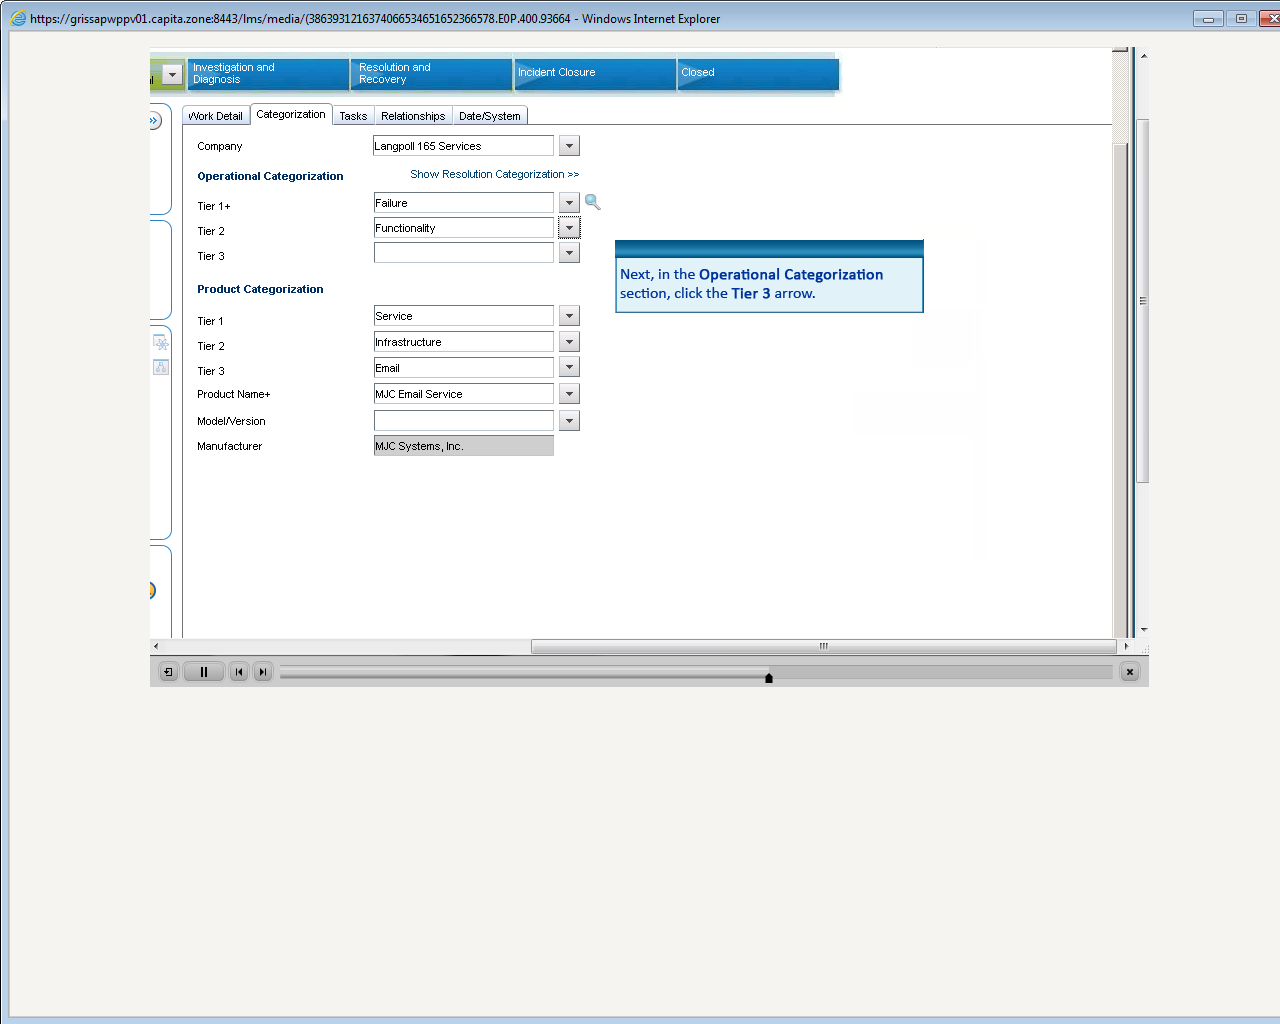 https://grissapwppv01.capita.zone:8443/lms/media/(3863931216374066534651652366578.E0P.400.93664 - Windows Internet Explorer
Investigation and
Diagnosis
Resolution and
Recovery
Incident Closure
Closed
Work Detail
Categorization
Tasks
Relationships
Date/System
Company
Langpoll 165 Services
Operational Categorization
Show Resolution Categorization >>
Tier 1+
Failure
Tier 2
Functionality
Tier 3
Next, in the Operational Categorization
section, click the Tier 3 arrow.
Product Categorization
Tier 1
Service
Tier 2
Infrastructure
Tier 3
Email
Product Name+
MJC Email Service
Model/Version
Manufacturer
MJC Systems, Inc.